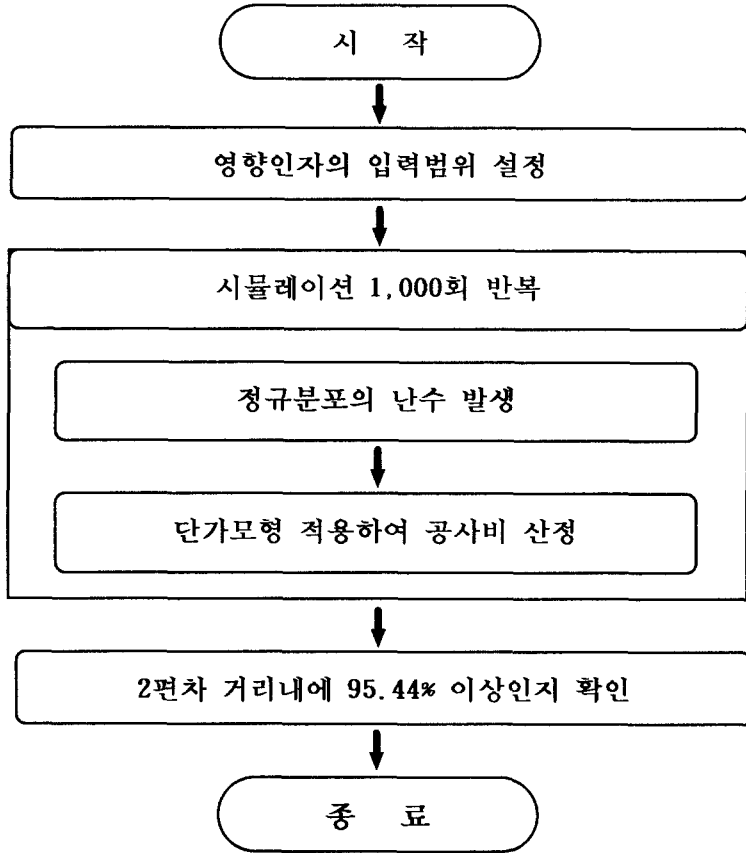 시 작
영향인자의 입력범위 설정
시뮬레이션 1,000회 반복
정규분포의 난수 발생
단가모형 적용하여 공사비 산정
2편차 거리내에 95.44% 이상인지 확인
종 료